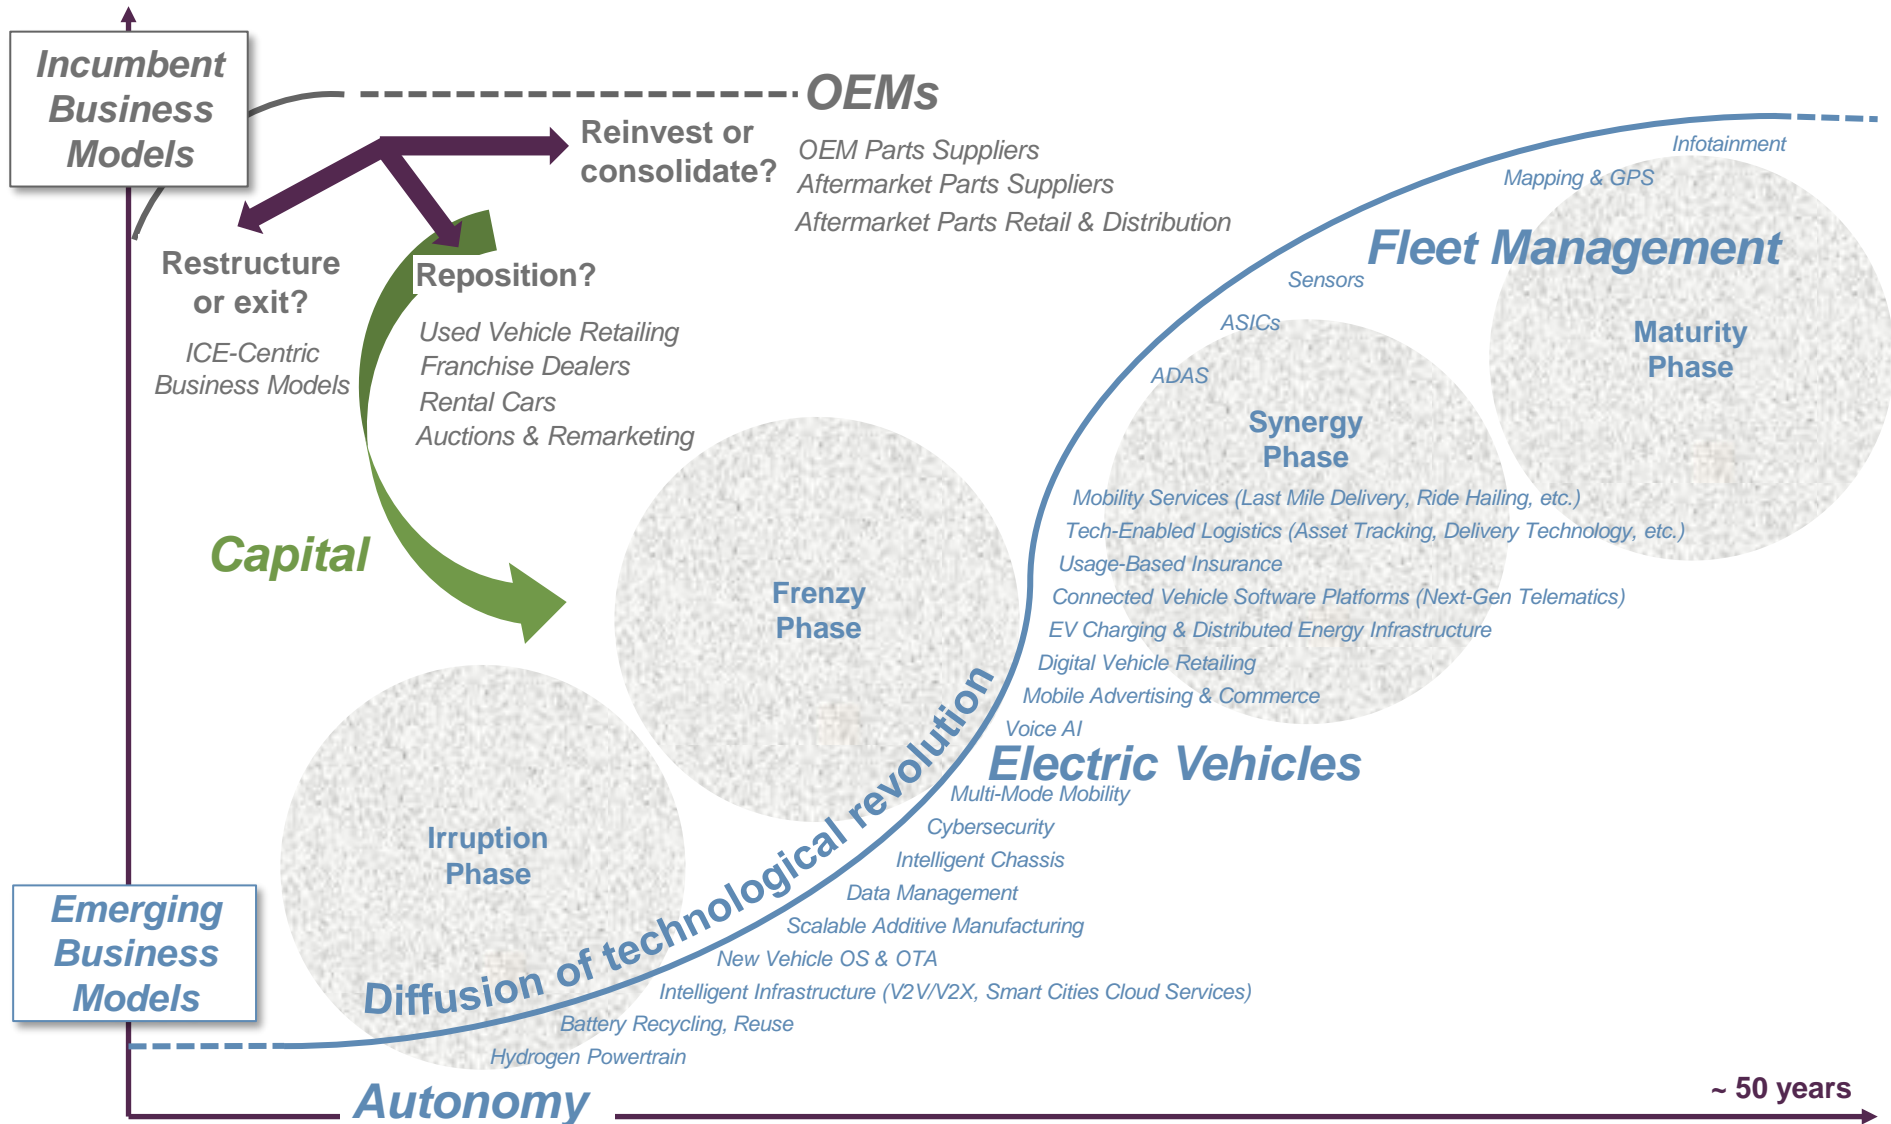 Incumbent
Business
Models
OEMs
Reinvest or
consolidate?
OEM Parts Suppliers
Aftermarket Parts Suppliers
Aftermarket Parts Retail & Distribution
Restructure
or exit?
ICE-Centric
Business Models
Reposition?
Used Vehicle Retailing
Franchise Dealers
Rental Cars
Auctions & Remarketing
Capital
Infotainment
Mapping & GPS
Fleet Management
Sensors
ASICs
ADAS
Maturity
Phase
Synergy
Phase
Mobility Services (Last Mile Delivery, Ride Hailing, etc.)
Tech-Enabled Logistics (Asset Tracking, Delivery Technology, etc.)
Usage-Based Insurance
Connected Vehicle Software Platforms (Next-Gen Telematics)
EV Charging & Distributed Energy Infrastructure
Digital Vehicle Retailing
Mobile Advertising & Commerce
Voice AI
Electric Vehicles
Frenzy
Phase
Multi-Mode Mobility
Cybersecurity
Intelligent Chassis
Data Management
Scalable Additive Manufacturing
New Vehicle OS & OTA
Intelligent Infrastructure (V2V/V2X, Smart Cities Cloud Services)
Battery Recycling, Reuse
Hydrogen Powertrain
Irruption
Phase
Diffusion of technological revolution
Emerging
Business
Models
Autonomy
~ 50 years